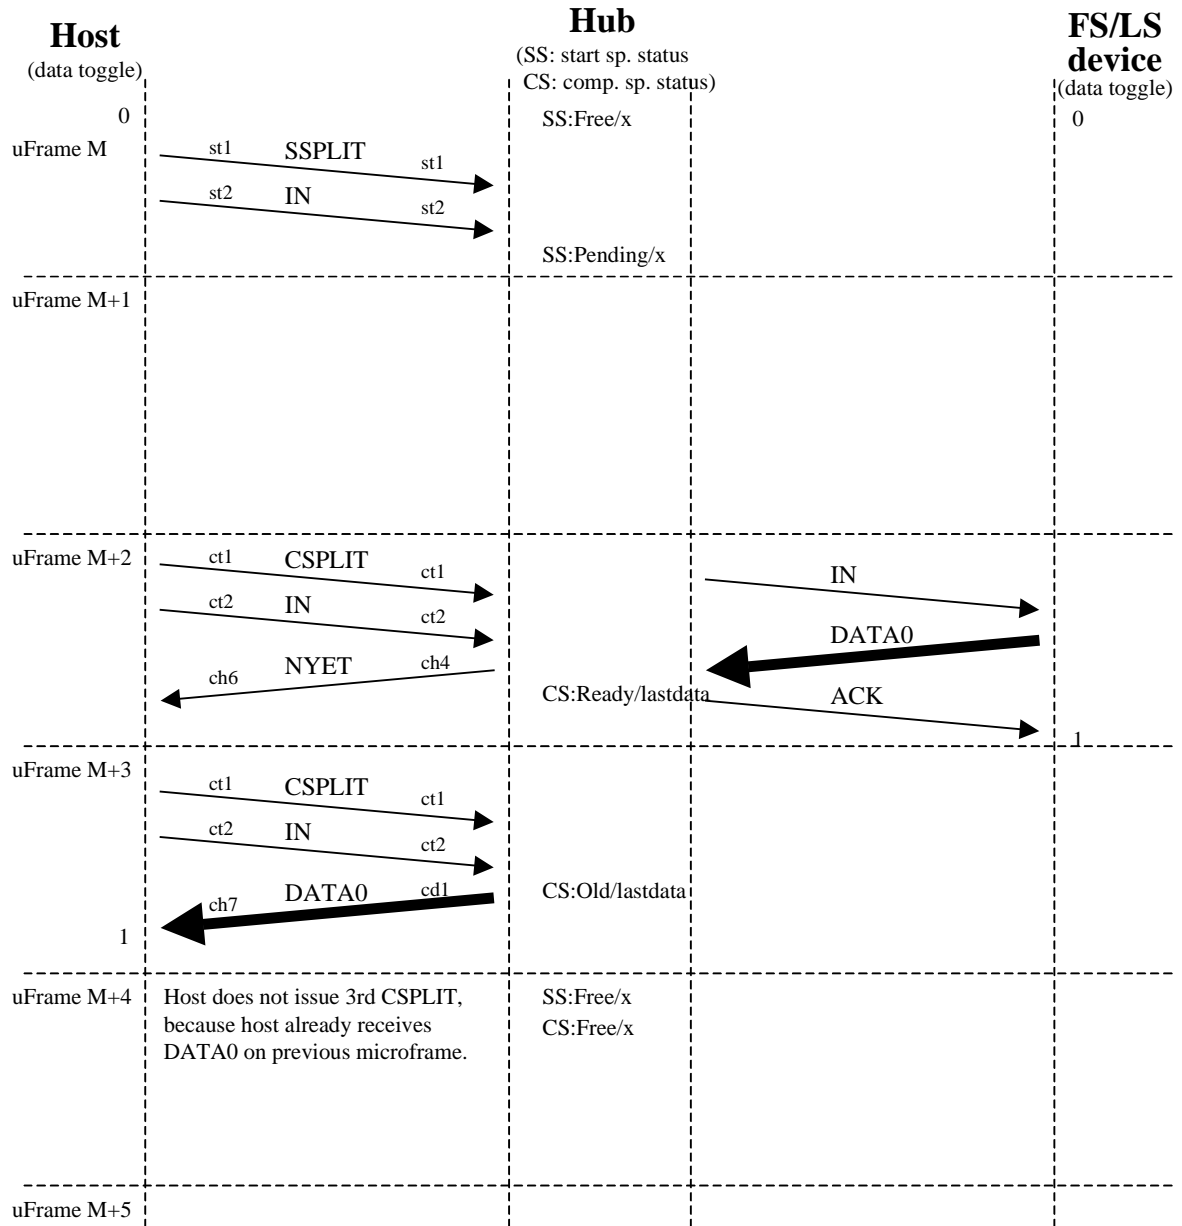 Host
(data toggle)
Hub
(SS: start sp. status
CS: comp. sp. status)
FS/LS
device
(data toggle)
0
SS:Free/x
0
uFrame M
st1
SSPLIT
st1
st2
IN
st2
SS:Pending/x
uFrame M+1
uFrame M+2
ct1
CSPLIT
ct1
IN
ct2
IN
ct2
DATA0
ch6
NYET
ch4
CS:Ready/lastdata
ACK
1
uFrame M+3
ct1
CSPLIT
ct1
ct2
IN
ct2
ch7
DATA0
cd1
CS:Old/lastdata
1
uFrame M+4
Host does not issue 3rd CSPLIT,
because host already receives
DATA0 on previous microframe.
SS:Free/x
CS:Free/x
uFrame M+5